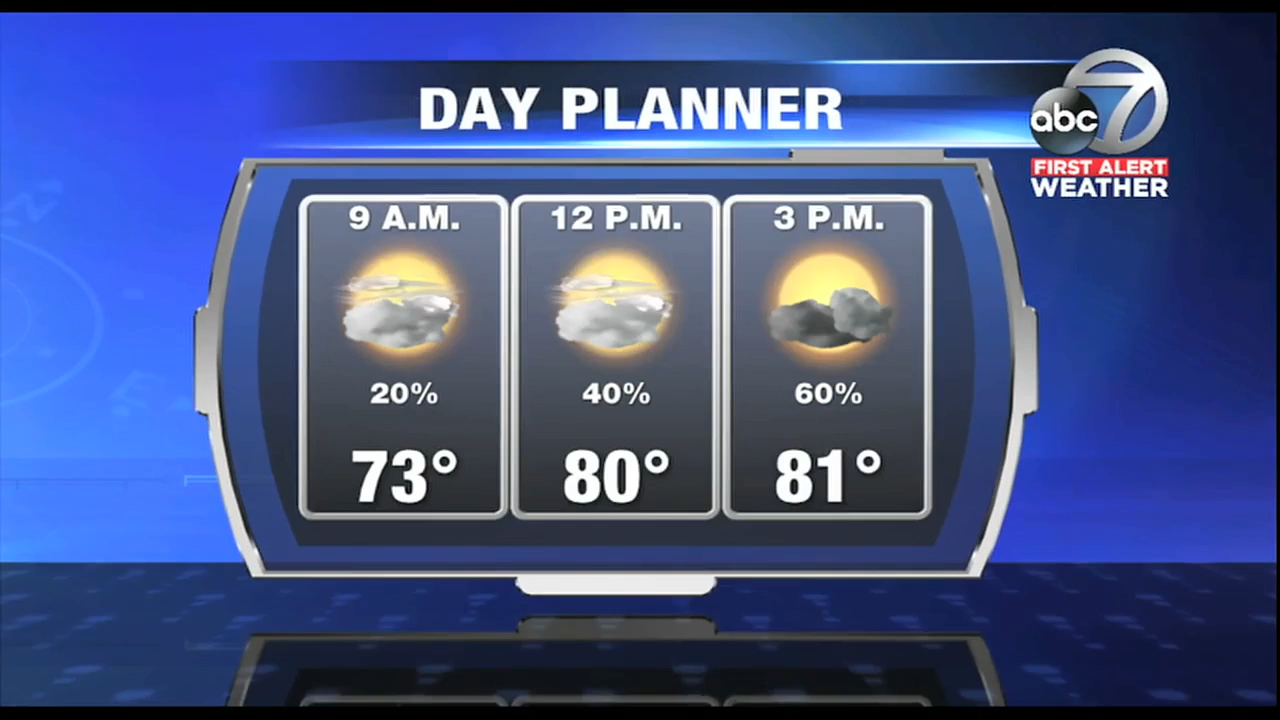 DAY PLANNER
abc 7
FIRST ALERT
WEATHER
9 A.M. 12 P.M. 3 P.M.
20% 40% 60%
73° 80° 81°